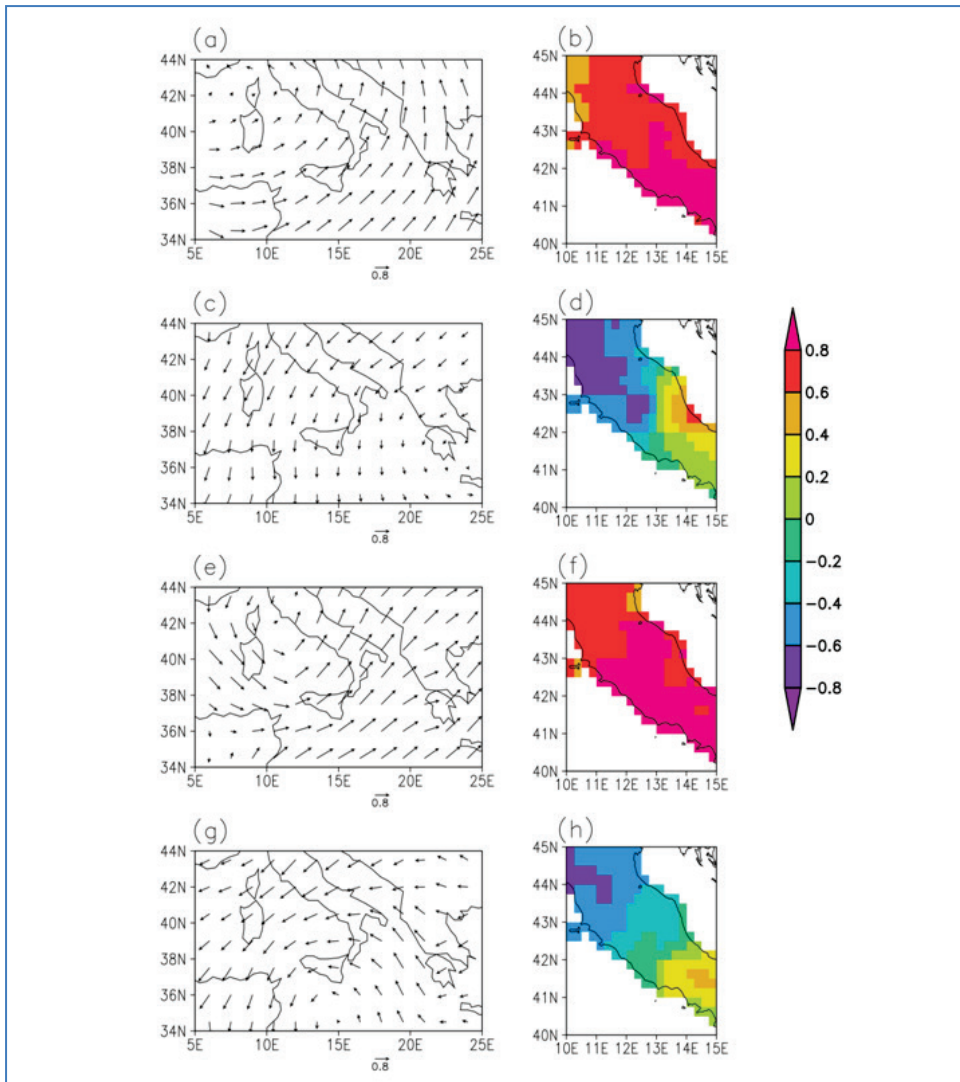 (a)
44N
42N
40N
38N
36N
34N
5E 10E 15E 20E 25E
0.8
(b)
45N
44N
43N
42N
41N
40N
10E 11E 12E 13E 14E 15E
(c)
44N
42N
40N
38N
36N
34N
5E 10E 15E 20E 25E
0.8
(d)
45N
44N
43N
42N
41N
40N
10E 11E 12E 13E 14E 15E
0.8
0.6
0.4
0.2
0
−0.2
−0.4
−0.6
−0.8
(e)
44N
42N
40N
38N
36N
34N
5E 10E 15E 20E 25E
0.8
(f)
45N
44N
43N
42N
41N
40N
10E 11E 12E 13E 14E 15E
(g)
44N
42N
40N
38N
36N
34N
5E 10E 15E 20E 25E
0.8
(h)
45N
44N
43N
42N
41N
40N
10E 11E 12E 13E 14E 15E